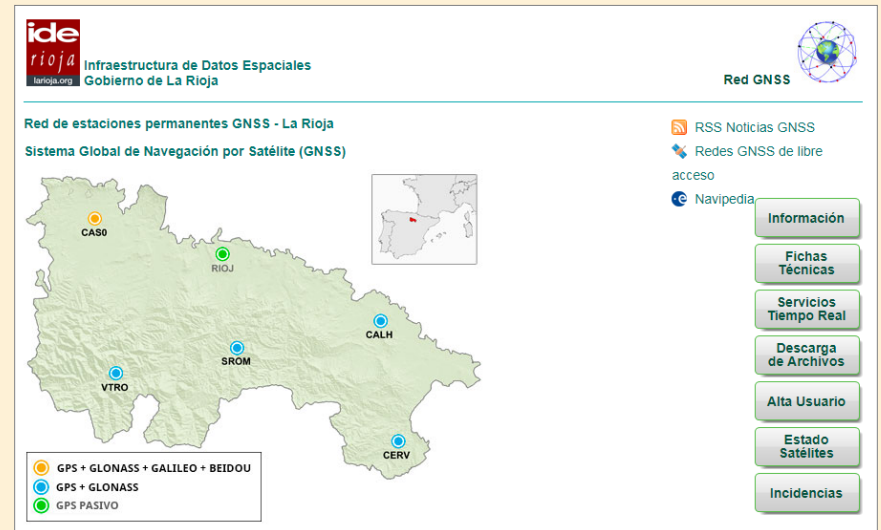 ide
rioja
larioja.org
Infraestructura de Datos Espaciales
Gobierno de La Rioja
Red GNSS
Red de estaciones permanentes GNSS - La Rioja
Sistema Global de Navegación por Satélite (GNSS)
RSS Noticias GNSS
Redes GNSS de libre
acceso
Navipedia
Información
Fichas
Técnicas
Servicios
Tiempo Real
Descarga
de Archivos
Alta Usuario
Estado
Satélites
Incidencias
CAS0
RIOJ
CALH
SROM
VTRO
CERV
GPS + GLONASS + GALILEO + BEIDOU
GPS + GLONASS
GPS PASIVO